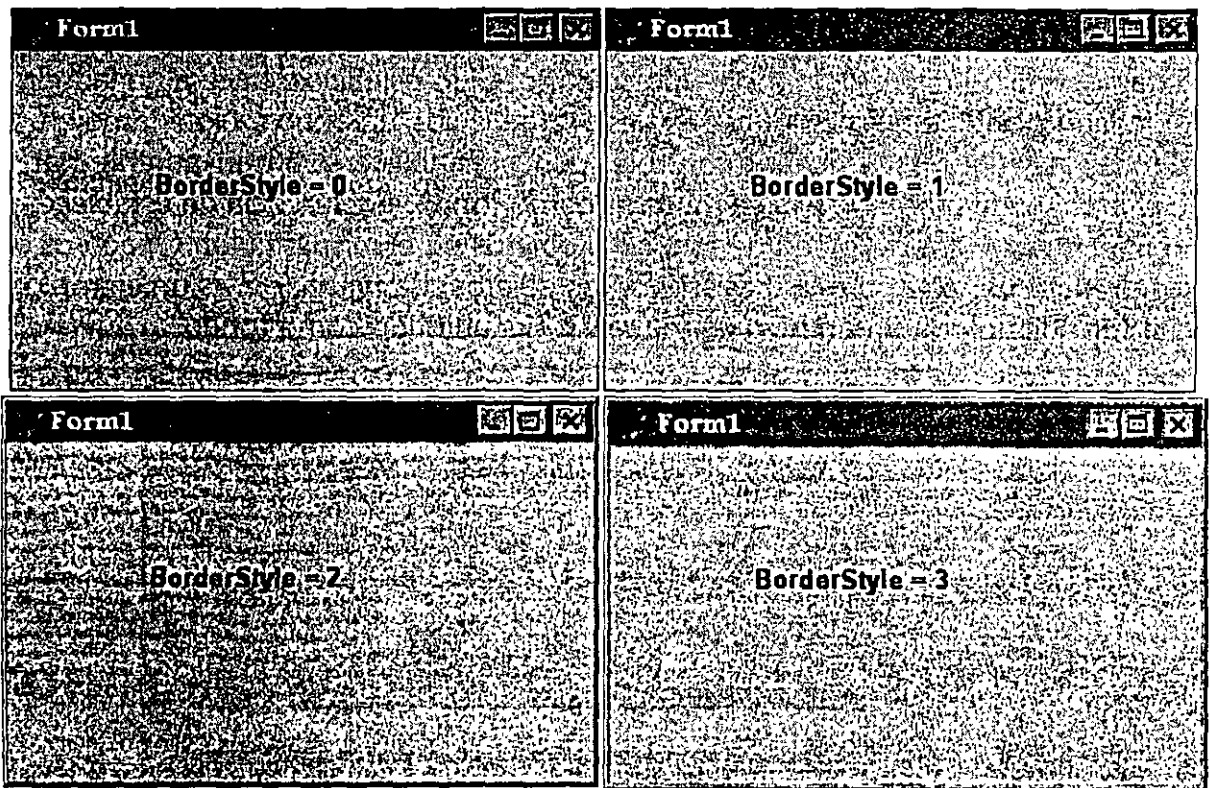 Form1
BorderStyle = 0
Form1
BorderStyle = 1
Form1
BorderStyle = 2
Form1
BorderStyle = 3